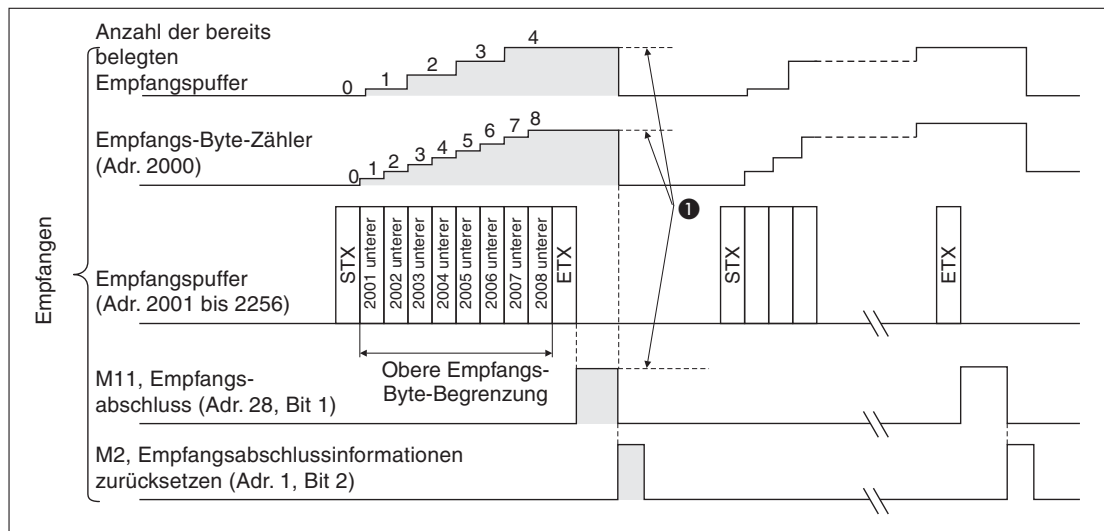 Anzahl der bereits
belegten
Empfangspuffer
0
1
2
3
4
Empfangs-Byte-Zähler
(Adr. 2000)
0
1
2
3
4
5
6
7
8
❶
Empfangen
Empfangspuffer
(Adr. 2001 bis 2256)
STX
2001 unterer
2002 unterer
2003 unterer
2004 unterer
2005 unterer
2006 unterer
2007 unterer
2008 unterer
ETX
STX
ETX
Obere Empfangs-
Byte-Begrenzung
M11, Empfangs-
abschluss (Adr. 28, Bit 1)
M2, Empfangsabschlussinformationen
zurücksetzen (Adr. 1, Bit 2)